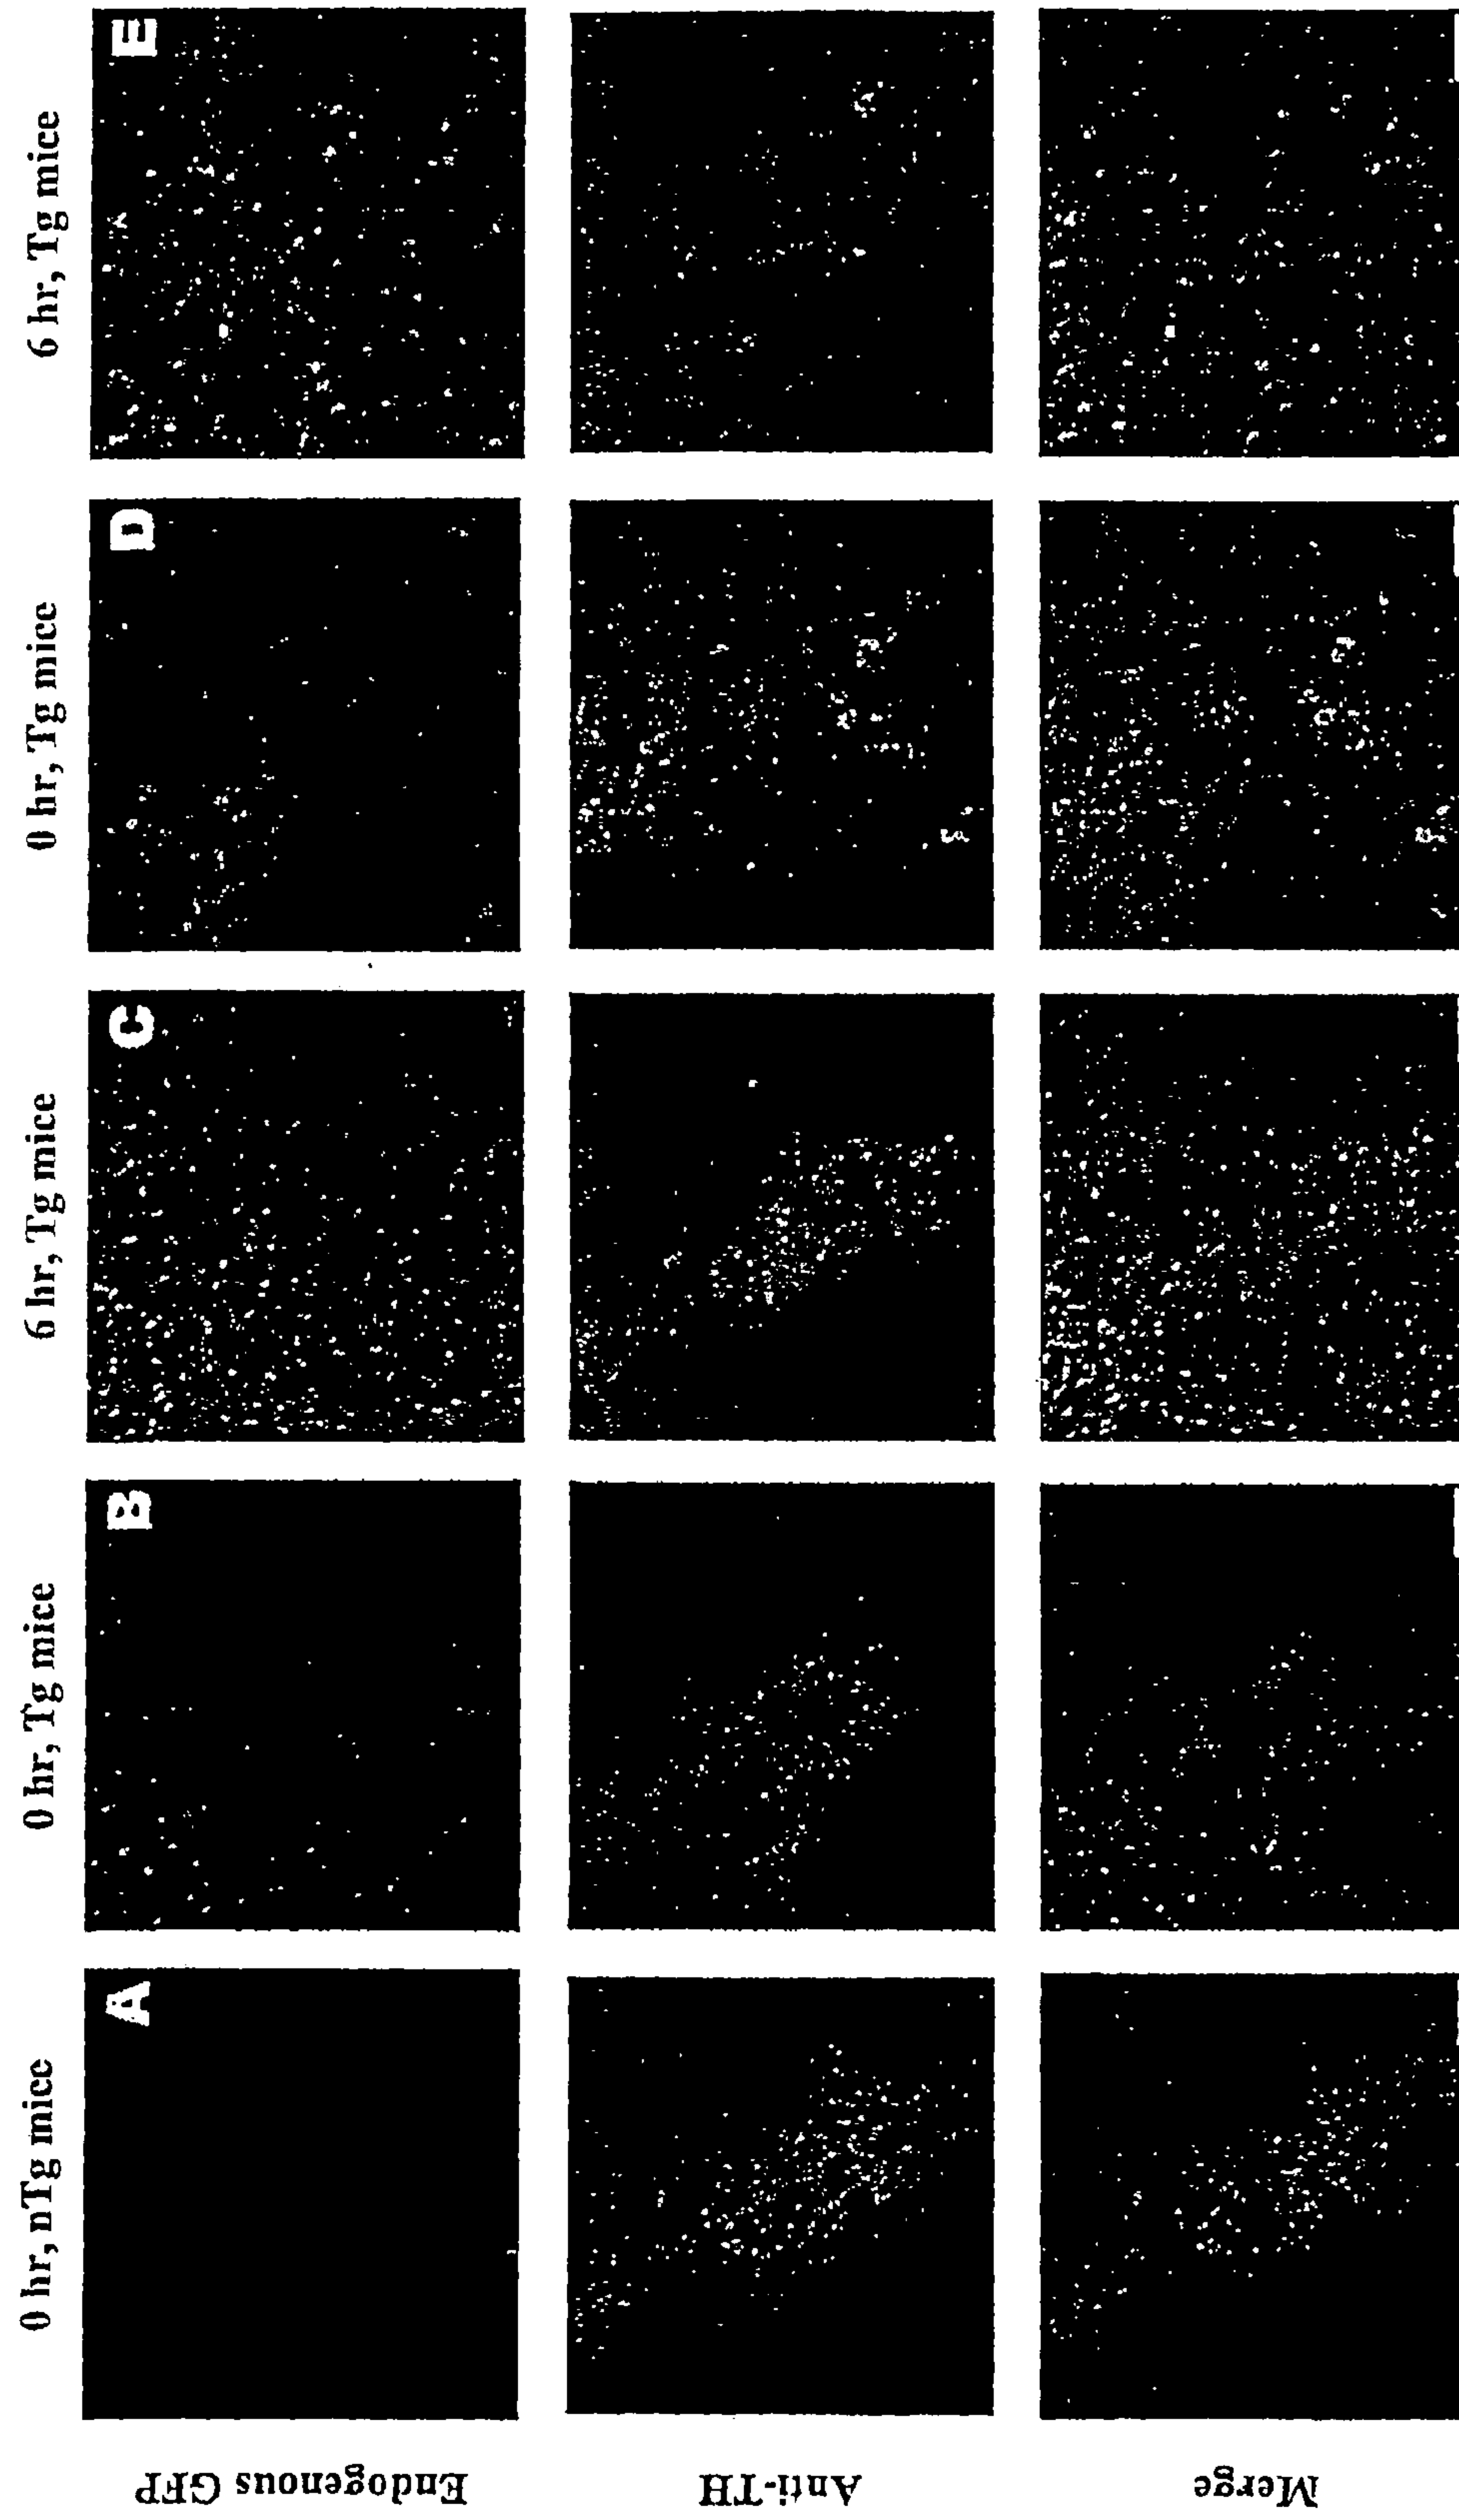 0 hr, nTg mice
0 hr, Tg mice
6 hr, Tg mice
0 hr, Tg mice
6 hr, Tg mice
A
B
C
D
E
Endogenous GFP
Anti-TH
Merge